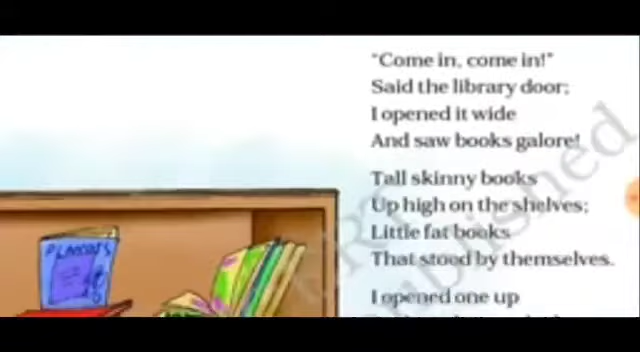 "Come in, come in!"
Said the library door;
I opened it wide
And saw books galore!
Tall skinny books
Up high on the shelves;
Little fat books
That stood by themselves.
I opened one up